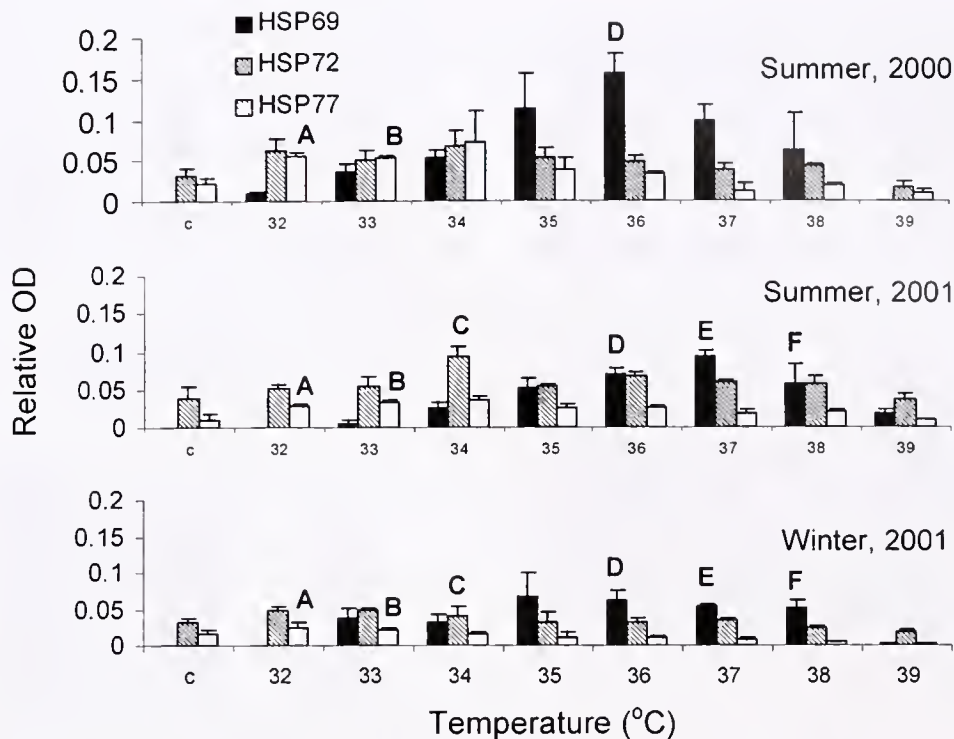 HSP69
HSP72
HSP77
Summer, 2000
0.2
0.15
0.1
0.05
0
A
B
D
c 32 33 34 35 36 37 38 39
Relative OD
Summer, 2001
0.2
0.15
0.1
0.05
0
A
B
C
D
E
F
c 32 33 34 35 36 37 38 39
Winter, 2001
0.2
0.15
0.1
0.05
0
A
B
C
D
E
F
c 32 33 34 35 36 37 38 39
Temperature (°C)